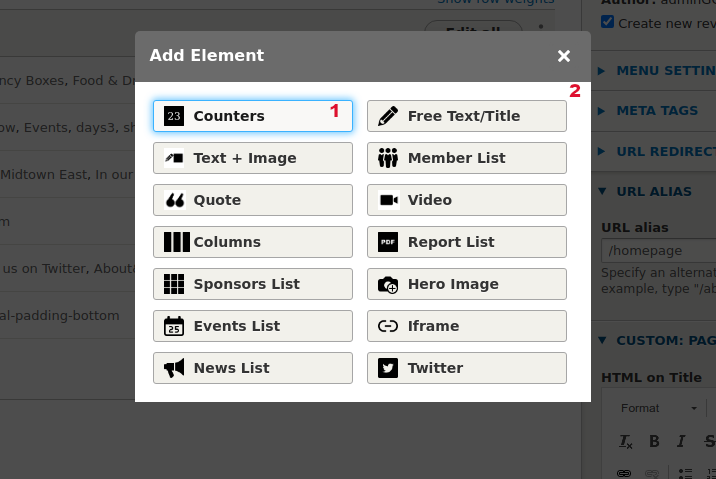 Show row weights
Author:
Edit all
Create new rev
Add Element
ncy Boxes, Food &
MENU SETTIN
2
23 Counters 1
Free Text/Title
META TAGS
ow, Events, days3, sh
Text + Image
Member List
URL REDIRECT
Midtown East, In our
Quote
Video
URL ALIAS
m
URL alias
Columns
PDF Report List
/homepage
us on Twitter, About
Specify an alternat
Sponsors List
Hero Image
example, type "/ab
al-padding-bottom
25 Events List
Iframe
CUSTOM: PAG
News List
Twitter
HTML on Title
Format
Tx B I S